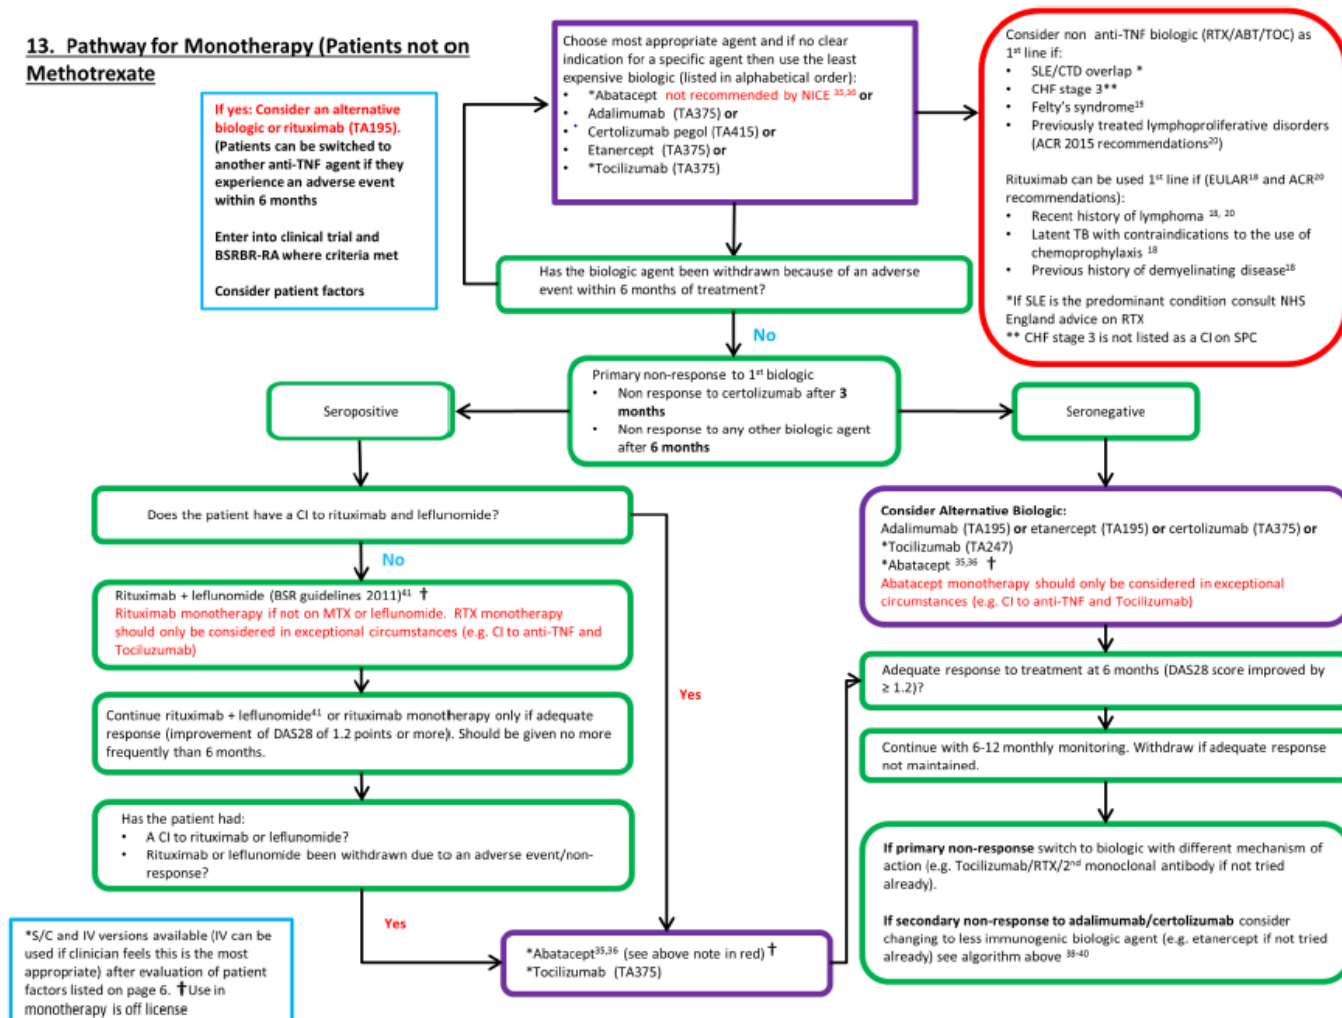 13. Pathway for Monotherapy (Patients not on
Methotrexate
If yes: Consider an alternative
biologic or rituximab (TA195).
(Patients can be switched to
another anti-TNF agent if they
experience an adverse event
within 6 months
Enter into clinical trial and
BSRBR-RA where criteria met
Consider patient factors
Choose most appropriate agent and if no clear
indication for a specific agent then use the least
expensive biologic (listed in alphabetical order):
• *Abatacept not recommended by NICE 35,36 or
• Adalimumab (TA375) or
• Certolizumab pegol (TA415) or
• Etanercept (TA375) or
• *Tocilizumab (TA375)
Consider non anti-TNF biologic (RTX/ABT/TOC) as
1st line if:
• SLE/CTD overlap *
• CHF stage 3**
• Felty's syndrome19
• Previously treated lymphoproliferative disorders
(ACR 2015 recommendations20)
Rituximab can be used 1st line if (EULAR18 and ACR20
recommendations):
• Recent history of lymphoma 18, 20
• Latent TB with contraindications to the use of
chemoprophylaxis 18
• Previous history of demyelinating disease18
*If SLE is the predominant condition consult NHS
England advice on RTX
** CHF stage 3 is not listed as a CI on SPC
Has the biologic agent been withdrawn because of an adverse
event within 6 months of treatment?
No
Primary non-response to 1st biologic
• Non response to certolizumab after 3
months
• Non response to any other biologic agent
after 6 months
Seropositive
Seronegative
Does the patient have a CI to rituximab and leflunomide?
No
Rituximab + leflunomide (BSR guidelines 2011)41 †
Rituximab monotherapy if not on MTX or leflunomide. RTX monotherapy
should only be considered in exceptional circumstances (e.g. CI to anti-TNF and
Tociluzumab)
Continue rituximab + leflunomide41 or rituximab monotherapy only if adequate
response (improvement of DAS28 of 1.2 points or more). Should be given no more
frequently than 6 months.
Has the patient had:
• A CI to rituximab or leflunomide?
• Rituximab or leflunomide been withdrawn due to an adverse event/non-
response?
Yes
Yes
*Abatacept35,36 (see above note in red) †
*Tocilizumab (TA375)
Consider Alternative Biologic:
Adalimumab (TA195) or etanercept (TA195) or certolizumab (TA375) or
*Tocilizumab (TA247)
*Abatacept 35,36 †
Abatacept monotherapy should only be considered in exceptional
circumstances (e.g. CI to anti-TNF and Tocilizumab)
Adequate response to treatment at 6 months (DAS28 score improved by
≥ 1.2)?
Continue with 6-12 monthly monitoring. Withdraw if adequate response
not maintained.
If primary non-response switch to biologic with different mechanism of
action (e.g. Tocilizumab/RTX/2nd monoclonal antibody if not tried
already).
If secondary non-response to adalimumab/certolizumab consider
changing to less immunogenic biologic agent (e.g. etanercept if not tried
already) see algorithm above 38-40
*S/C and IV versions available (IV can be
used if clinician feels this is the most
appropriate) after evaluation of patient
factors listed on page 6. †Use in
monotherapy is off license